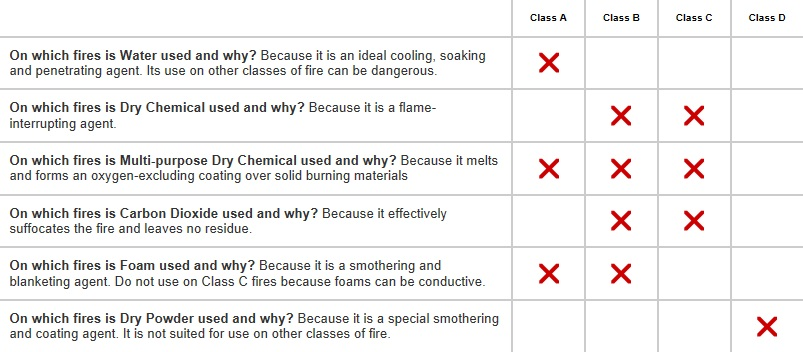 Class A Class B Class C Class D
On which fires is Water used and why? Because it is an ideal cooling, soaking
and penetrating agent. Its use on other classes of fire can be dangerous.
On which fires is Dry Chemical used and why? Because it is a flame-
interrupting agent.
On which fires is Multi-purpose Dry Chemical used and why? Because it melts
and forms an oxygen-excluding coating over solid burning materials
On which fires is Carbon Dioxide used and why? Because it effectively
suffocates the fire and leaves no residue.
On which fires is Foam used and why? Because it is a smothering and
blanketing agent. Do not use on Class C fires because foams can be conductive.
On which fires is Dry Powder used and why? Because it is a special smothering
and coating agent. It is not suited for use on other classes of fire.